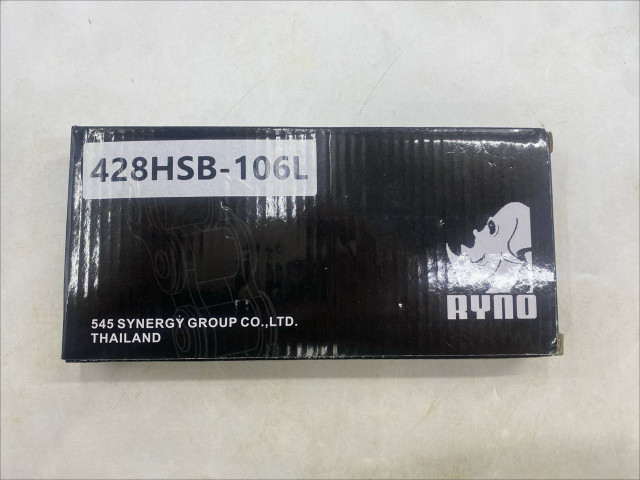 428HSB-106L
RYNO
545 SYNERGY GROUP CO.,LTD.
THAILAND